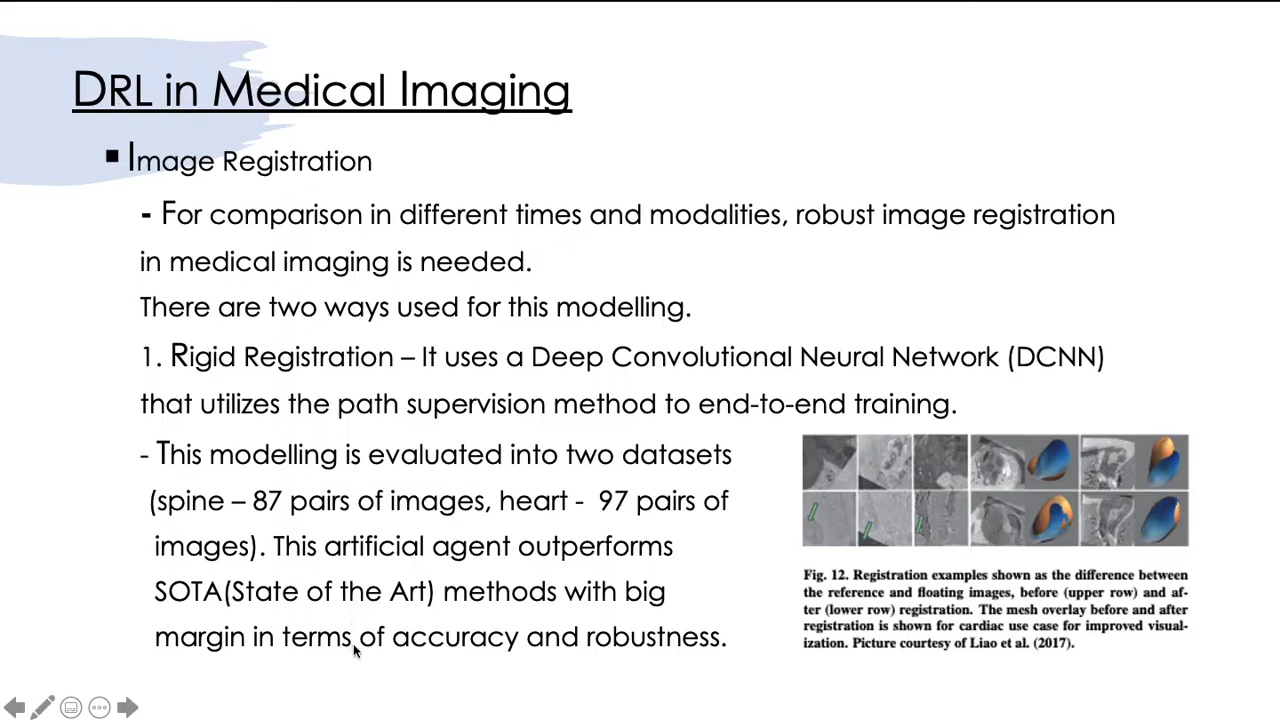 DRL in Medical Imaging
▪ Image Registration
- For comparison in different times and modalities, robust image registration
in medical imaging is needed.
There are two ways used for this modelling.
1. Rigid Registration – It uses a Deep Convolutional Neural Network (DCNN)
that utilizes the path supervision method to end-to-end training.
- This modelling is evaluated into two datasets
(spine – 87 pairs of images, heart - 97 pairs of
images). This artificial agent outperforms
SOTA(State of the Art) methods with big
margin in terms of accuracy and robustness.
Fig. 12. Registration examples shown as the difference between
the reference and floating images, before (upper row) and af-
ter (lower row) registration. The mesh overlay before and after
registration is shown for cardiac use case for improved visual-
ization. Picture courtesy of Liao et al. (2017).